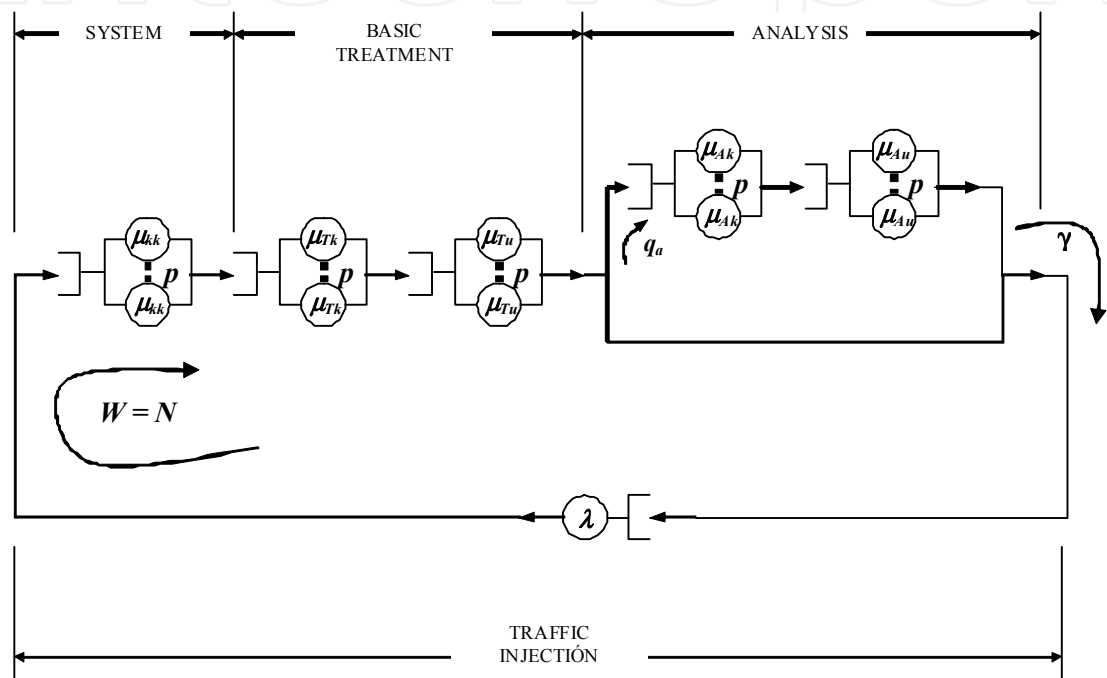 SYSTEM
BASIC
TREATMENT
ANALYSIS
μAk
p
μAk
μAu
p
μAu
qa
γ
μkk
p
μkk
μTk
p
μTk
μTu
p
μTu
W = N
λ
TRAFFIC
INJECTIÓN